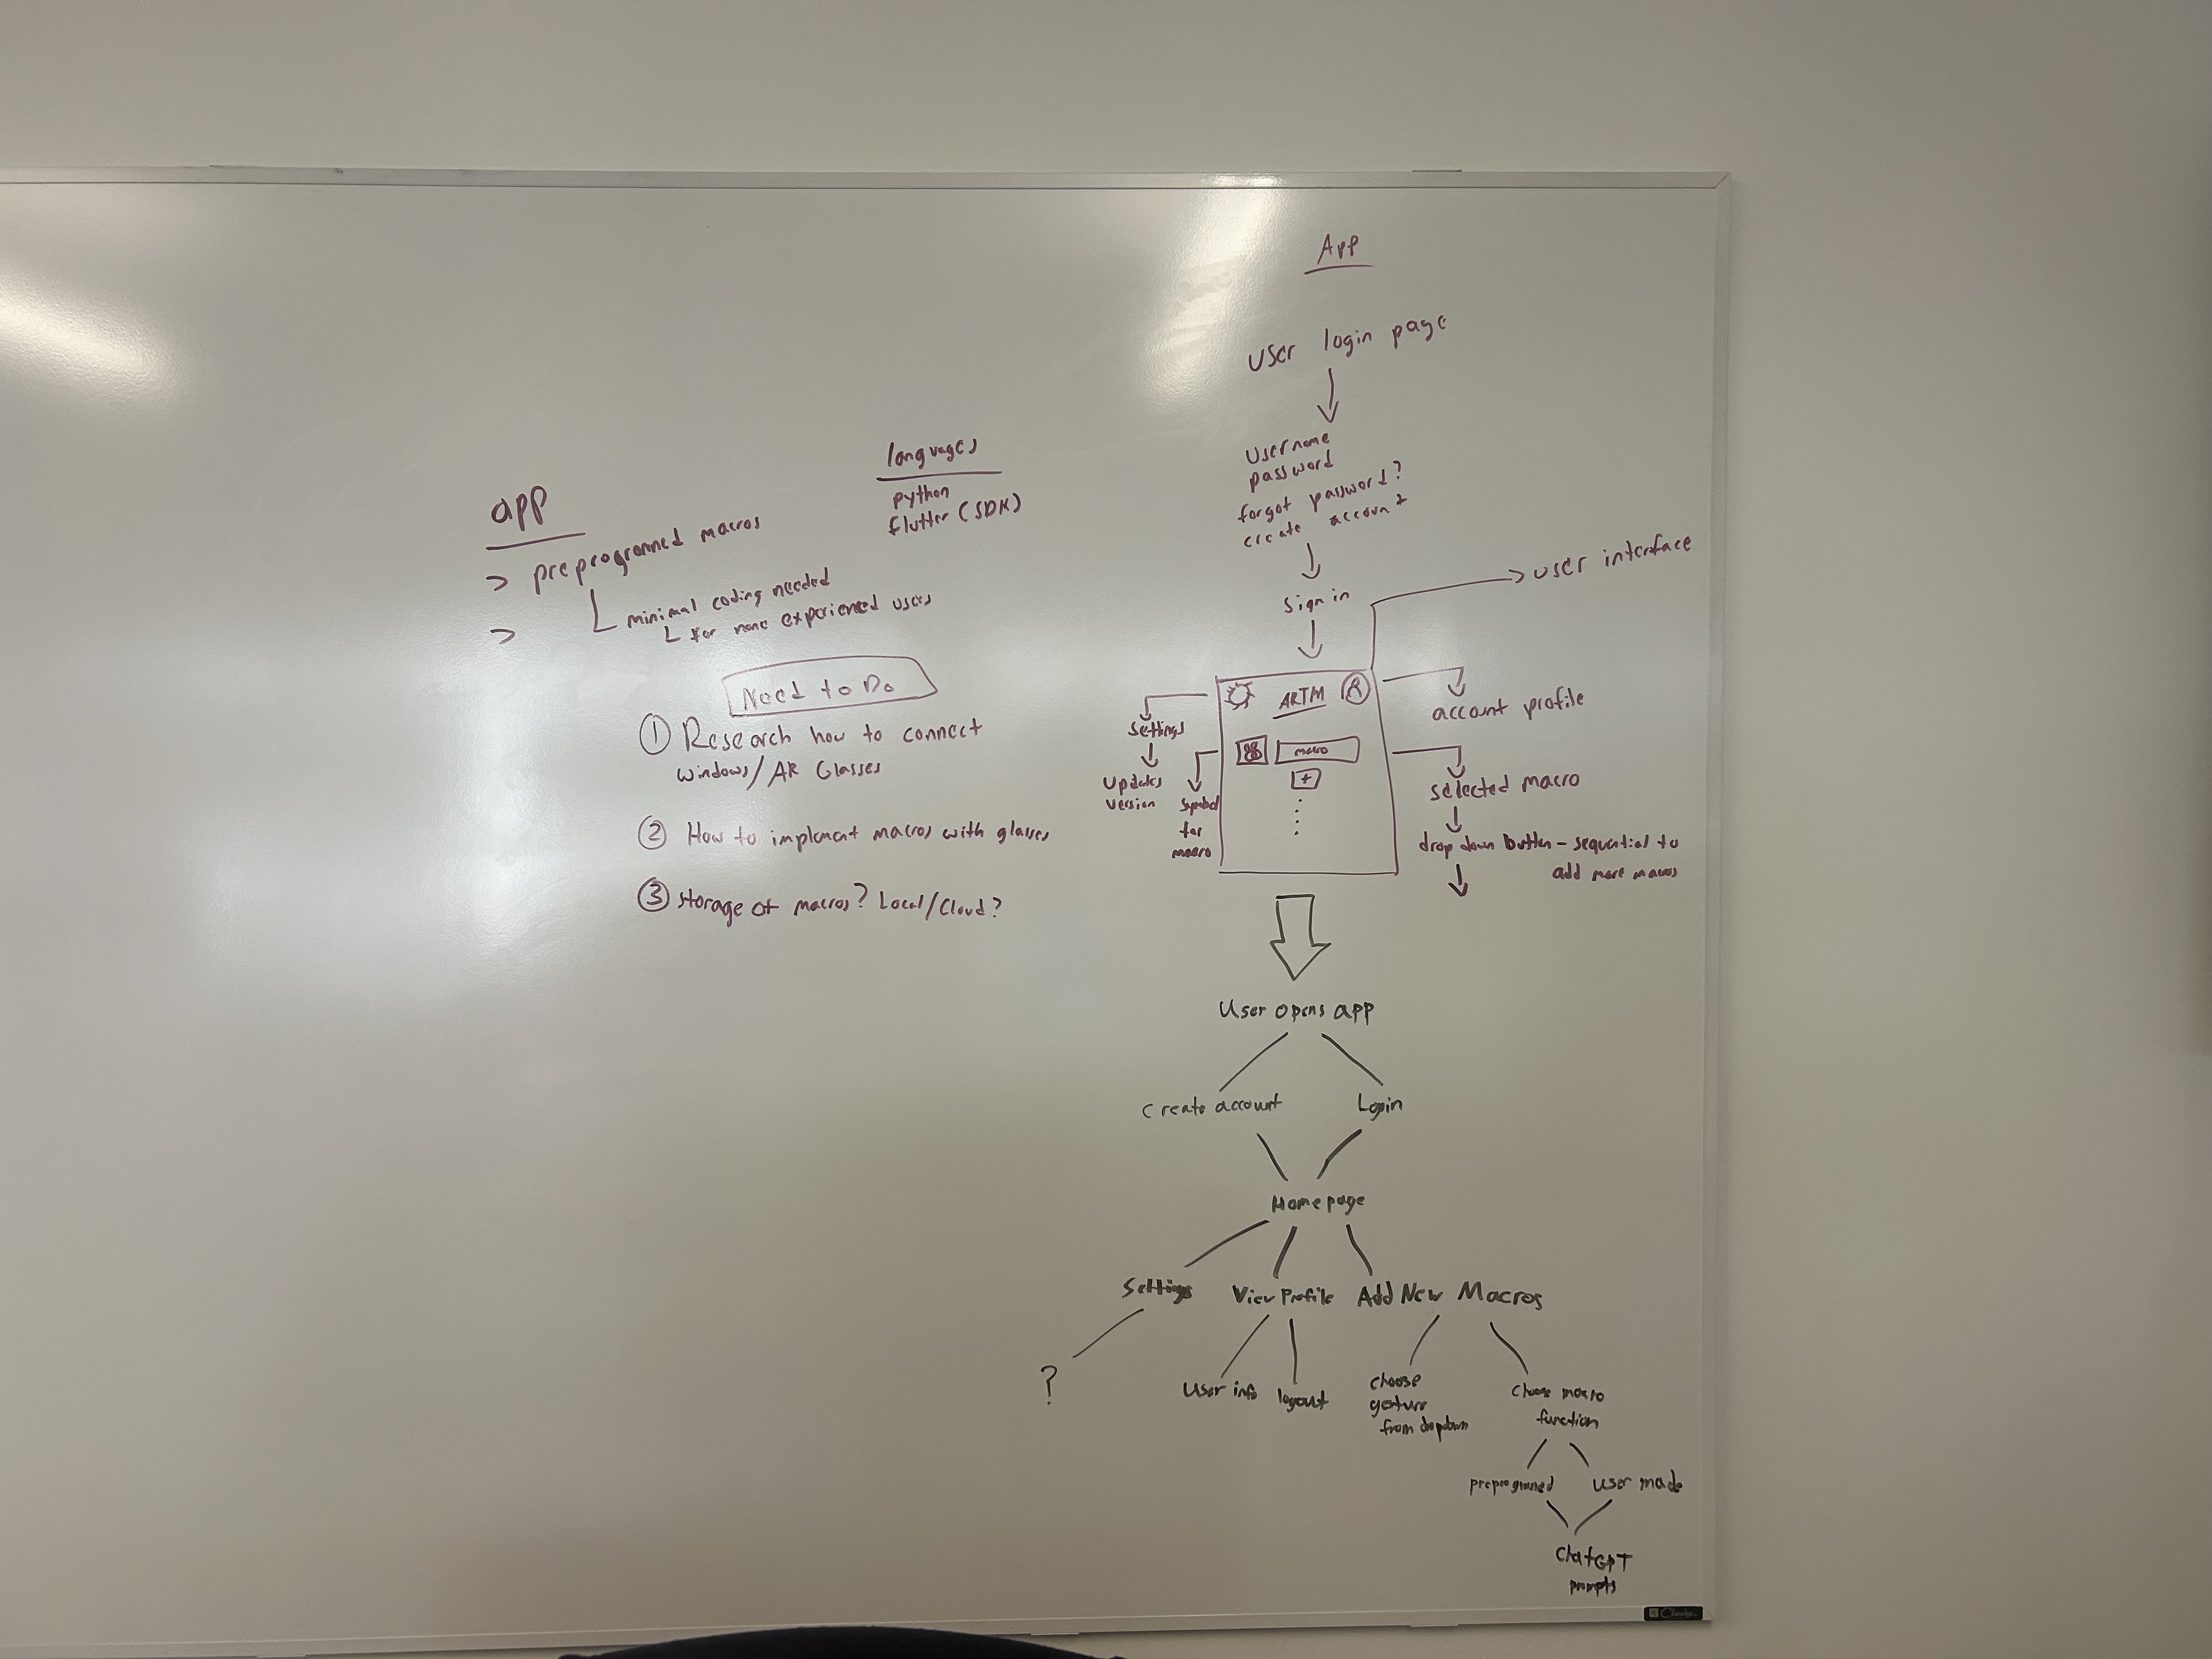 app
> preprogrammed macros
minimal coding needed
for none experienced users
>
languages
python
flutter (SDK)
Need to Do
① Research how to connect
windows/AR Glasses
② How to implement macros with glasses
③ storage of macros? Local/Cloud?
App
user login page
Username
password
forgot password?
create account
sign in
user interface
ARTM
macro
+
settings
Updates
version
symbol
for
macro
account profile
selected macro
drop down button - sequential to
add more macros
User opens app
Create account
Login
Homepage
Settings
View Profile
Add New Macros
?
User info
logout
choose
gesture
from dropdown
choose macro
function
preprogrammed
user made
ChatGPT
prompts